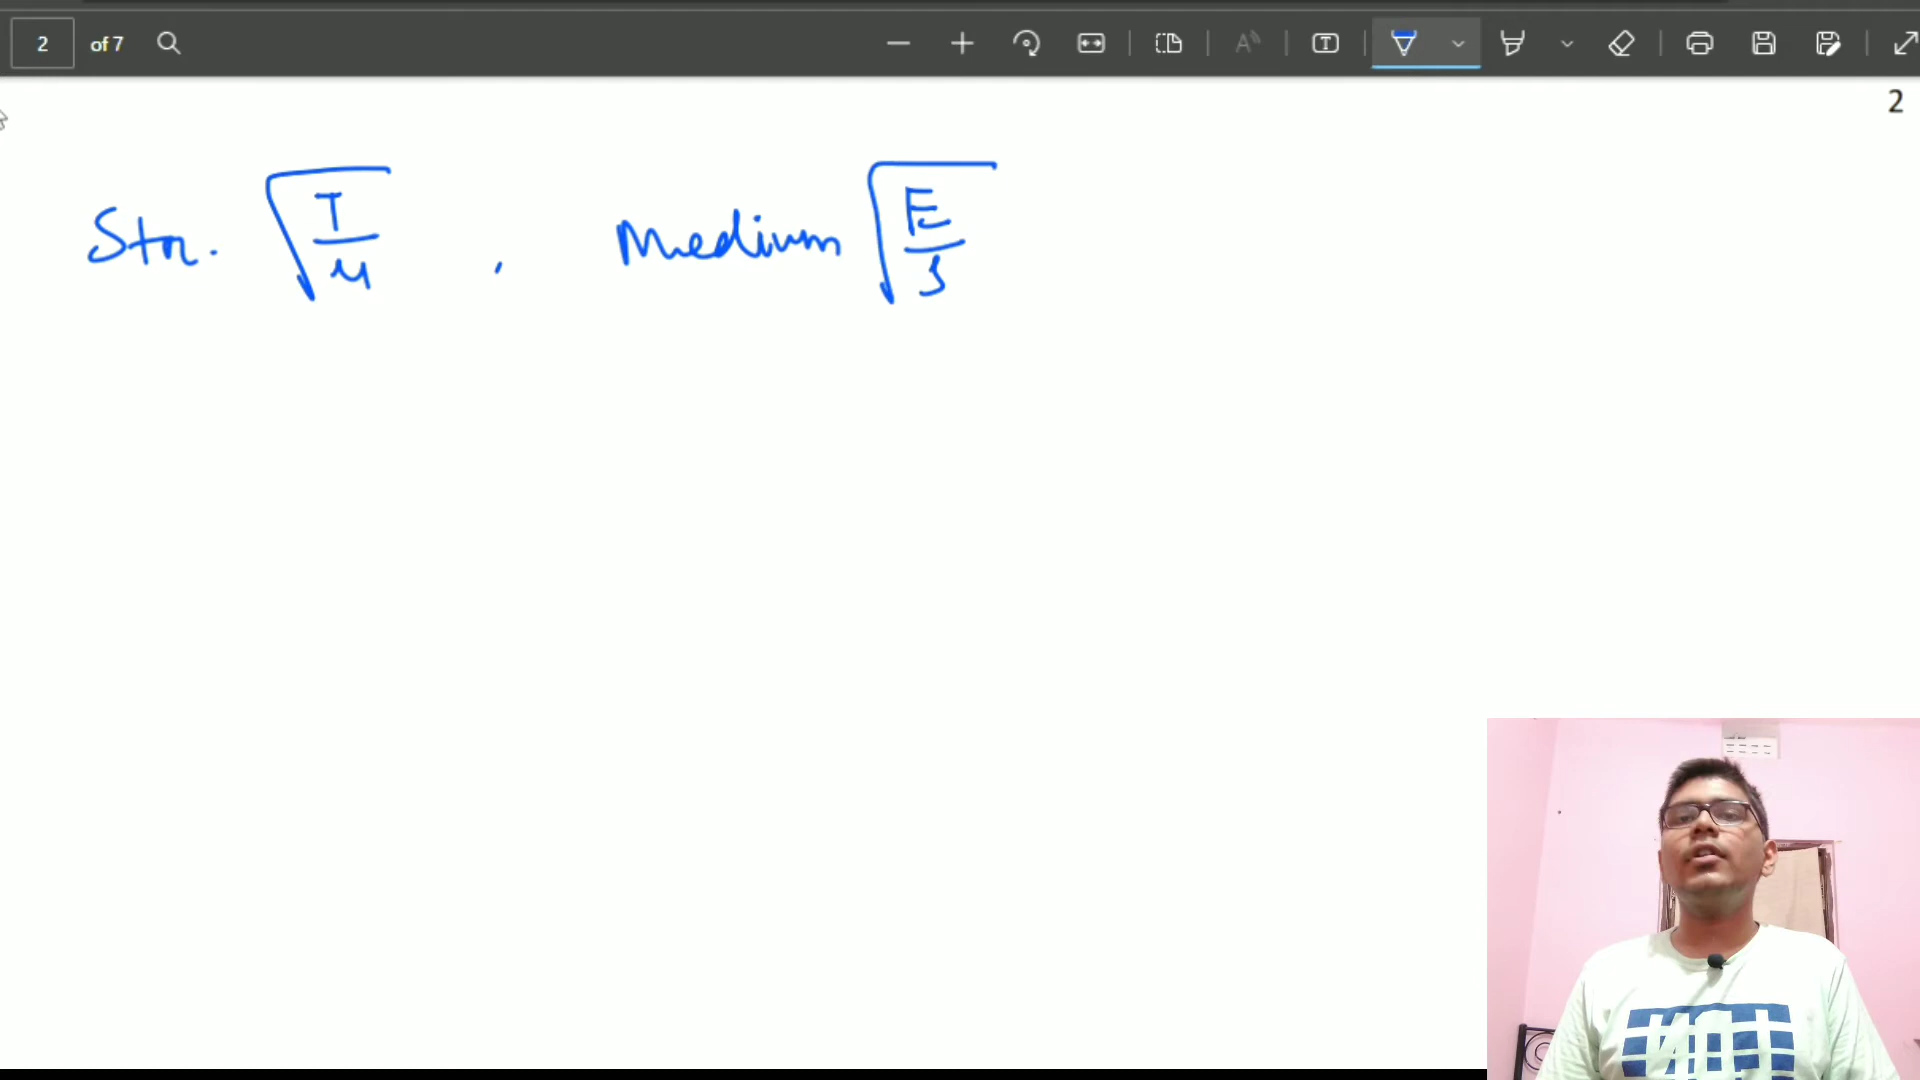 2 of 7
2
Str. √(T/μ) , Medium √(E/ρ)